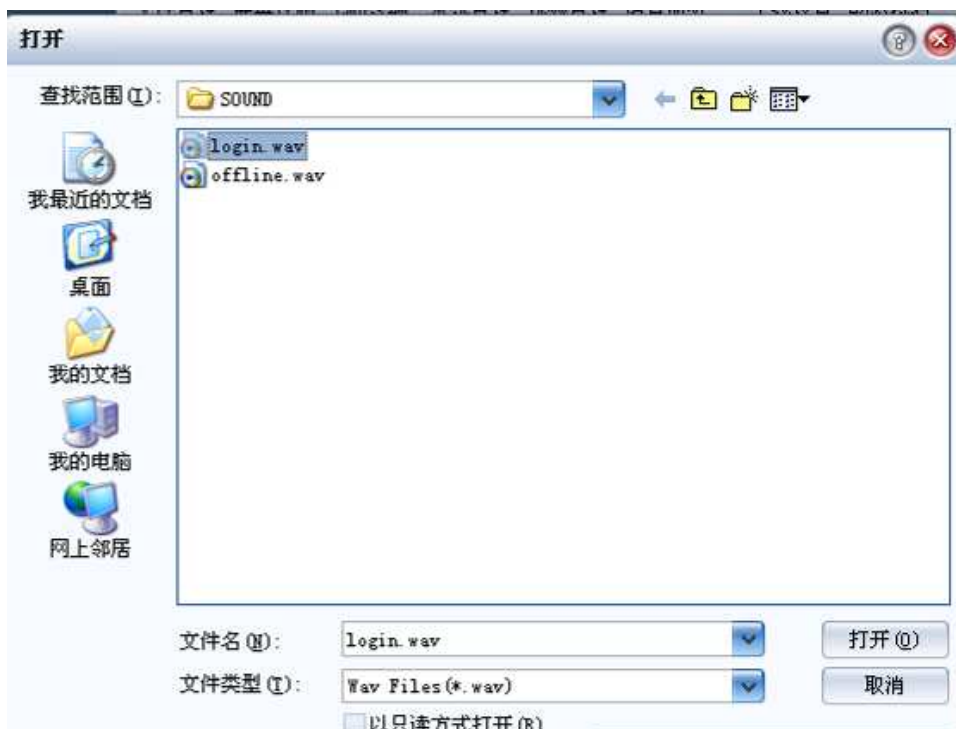 打开
查找范围(I):
SOUND
login.wav
offline.wav
我最近的文档
桌面
我的文档
我的电脑
网上邻居
文件名(N):
login.wav
打开(O)
文件类型(T):
Wav Files(*.wav)
取消
以只读方式打开(R)